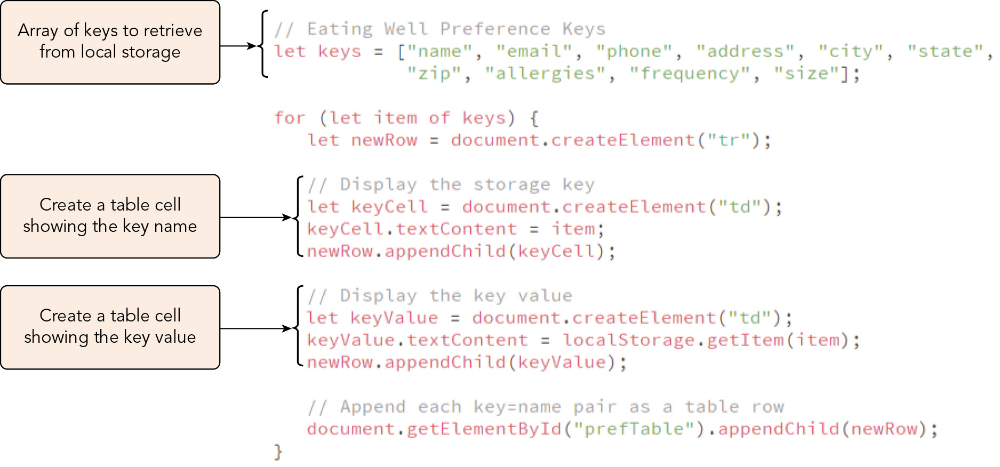 Array of keys to retrieve
from local storage
// Eating Well Preference Keys
let keys = ["name", "email", "phone", "address", "city", "state",
"zip", "allergies", "frequency", "size"];
for (let item of keys) {
let newRow = document.createElement("tr");
Create a table cell
showing the key name
// Display the storage key
let keyCell = document.createElement("td");
keyCell.textContent = item;
newRow.appendChild(keyCell);
Create a table cell
showing the key value
// Display the key value
let keyValue = document.createElement("td");
keyValue.textContent = localStorage.getItem(item);
newRow.appendChild(keyValue);
// Append each key=name pair as a table row
document.getElementById("prefTable").appendChild(newRow);
}